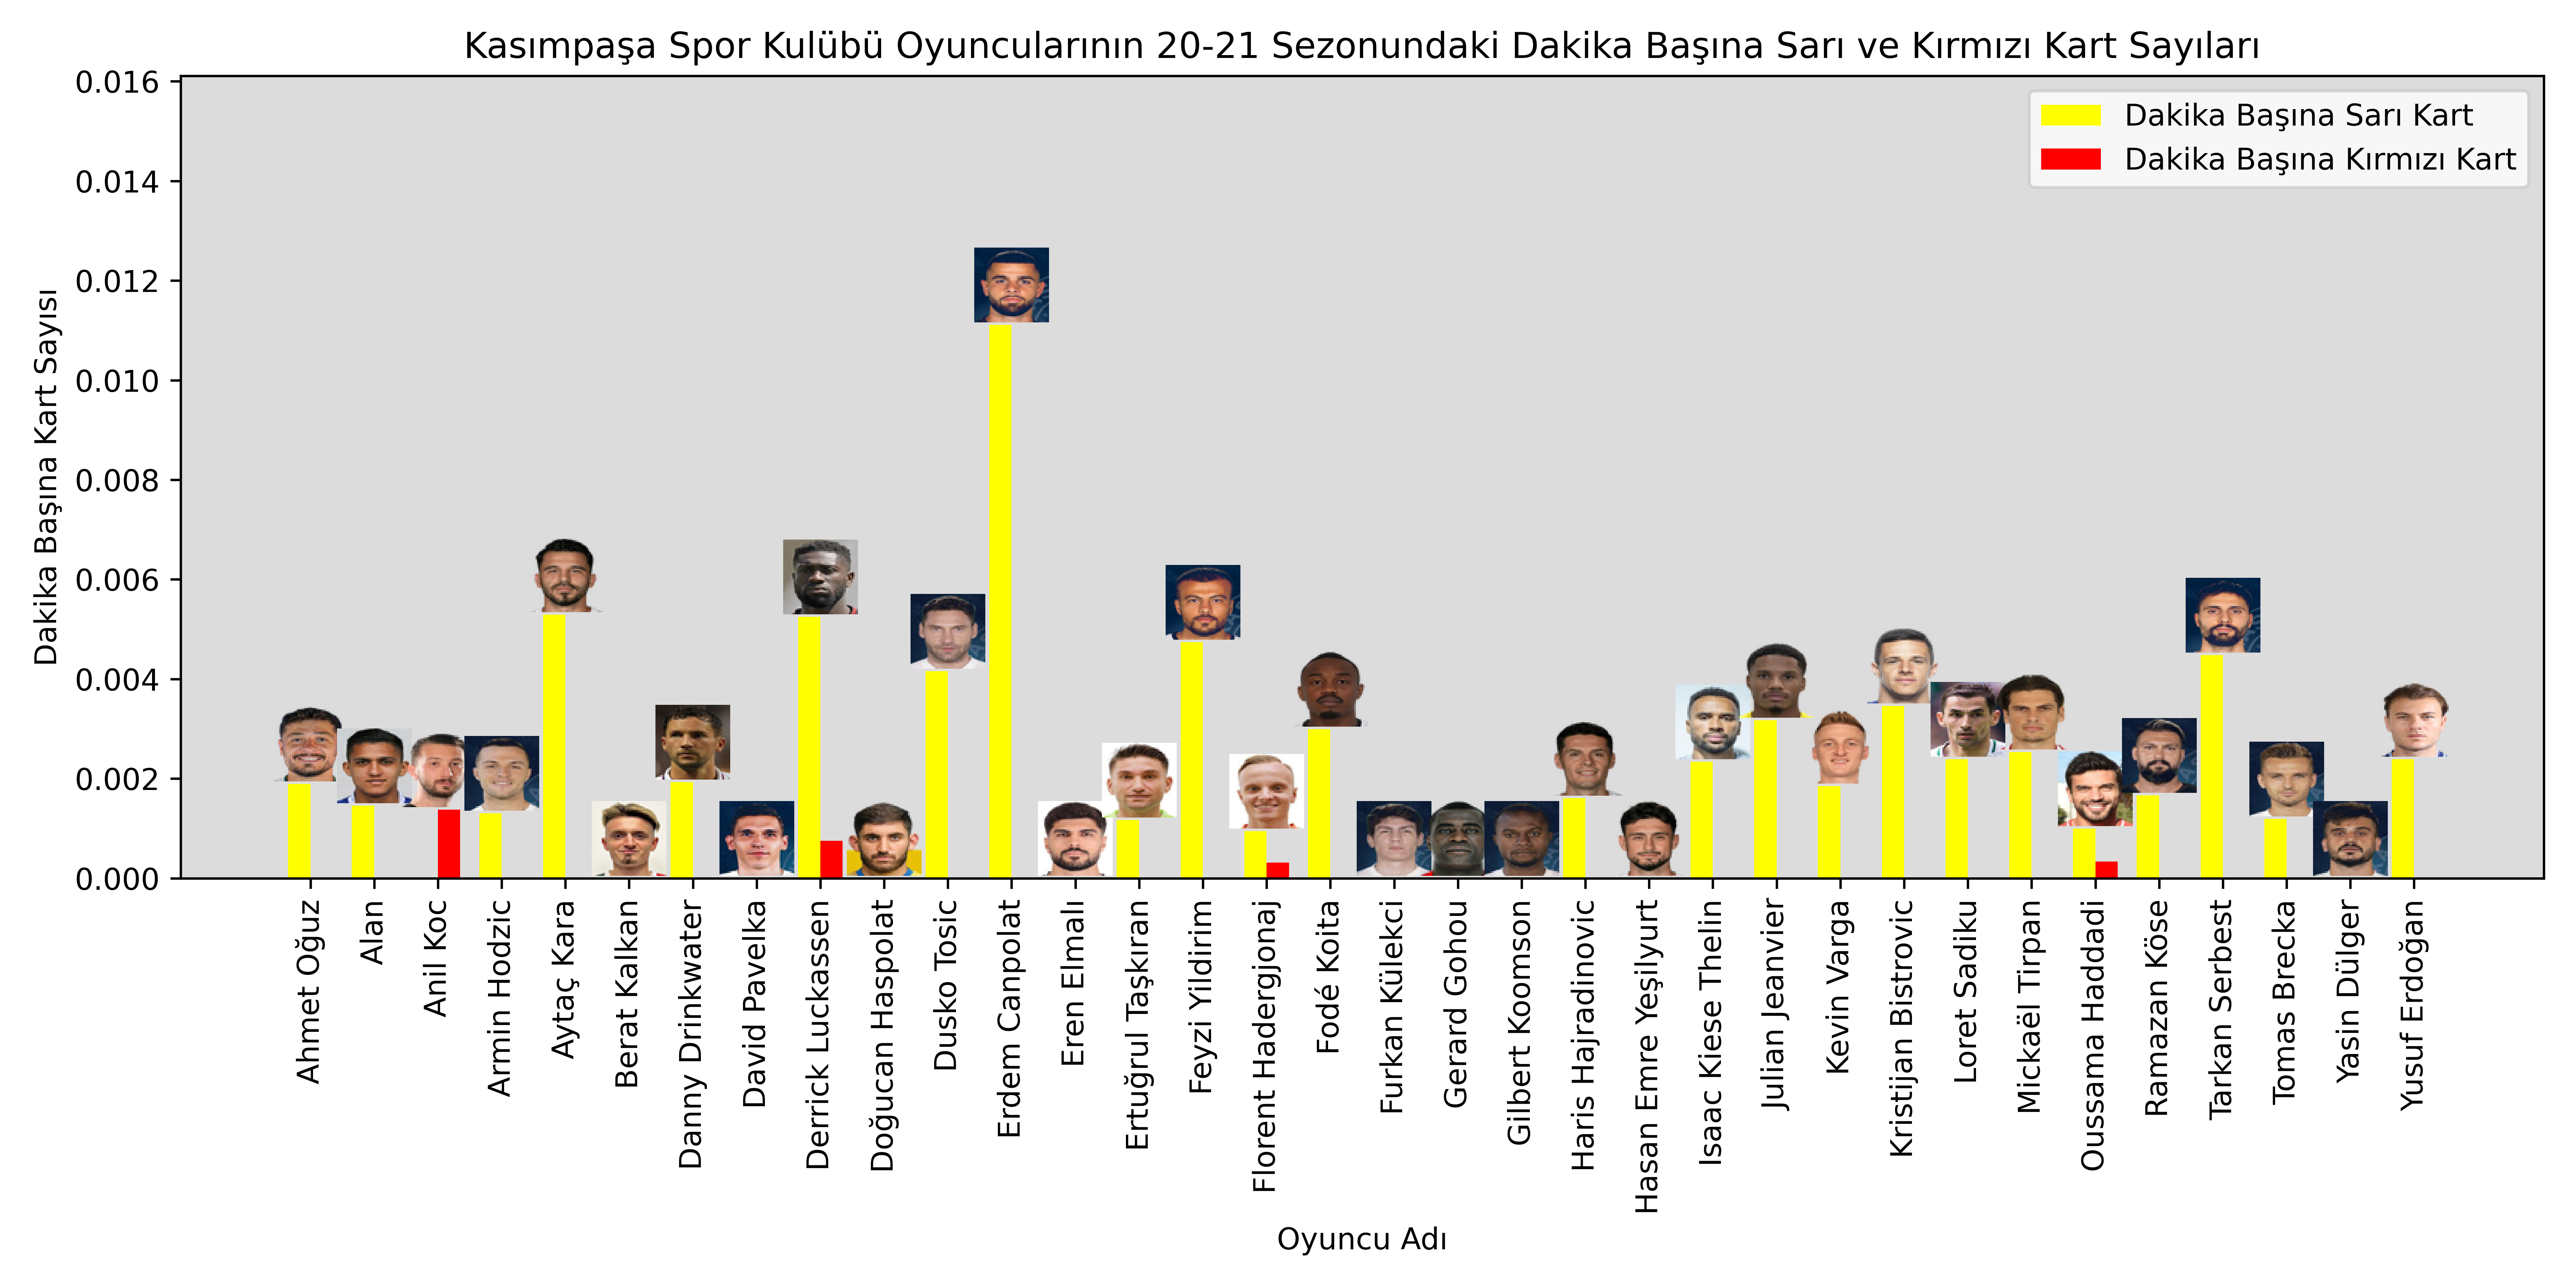 Kasımpaşa Spor Kulübü Oyuncularının 20-21 Sezonundaki Dakika Başına Sarı ve Kırmızı Kart Sayıları
Dakika Başına Sarı Kart
Dakika Başına Kırmızı Kart
Dakika Başına Kart Sayısı
0.016
0.014
0.012
0.010
0.008
0.006
0.004
0.002
0.000
Ahmet Oğuz
Alan
Anil Koc
Armin Hodzic
Aytaç Kara
Berat Kalkan
Danny Drinkwater
David Pavelka
Derrick Luckassen
Doğucan Haspolat
Dusko Tosic
Erdem Canpolat
Eren Elmalı
Ertuğrul Taşkıran
Feyzi Yildirim
Florent Hadergjonaj
Fodé Koita
Furkan Külekci
Gerard Gohou
Gilbert Koomson
Haris Hajradinovic
Hasan Emre Yeşilyurt
Isaac Kiese Thelin
Julian Jeanvier
Kevin Varga
Kristijan Bistrovic
Loret Sadiku
Mickaël Tirpan
Oussama Haddadi
Ramazan Köse
Tarkan Serbest
Tomas Brecka
Yasin Dülger
Yusuf Erdoğan
Oyuncu Adı